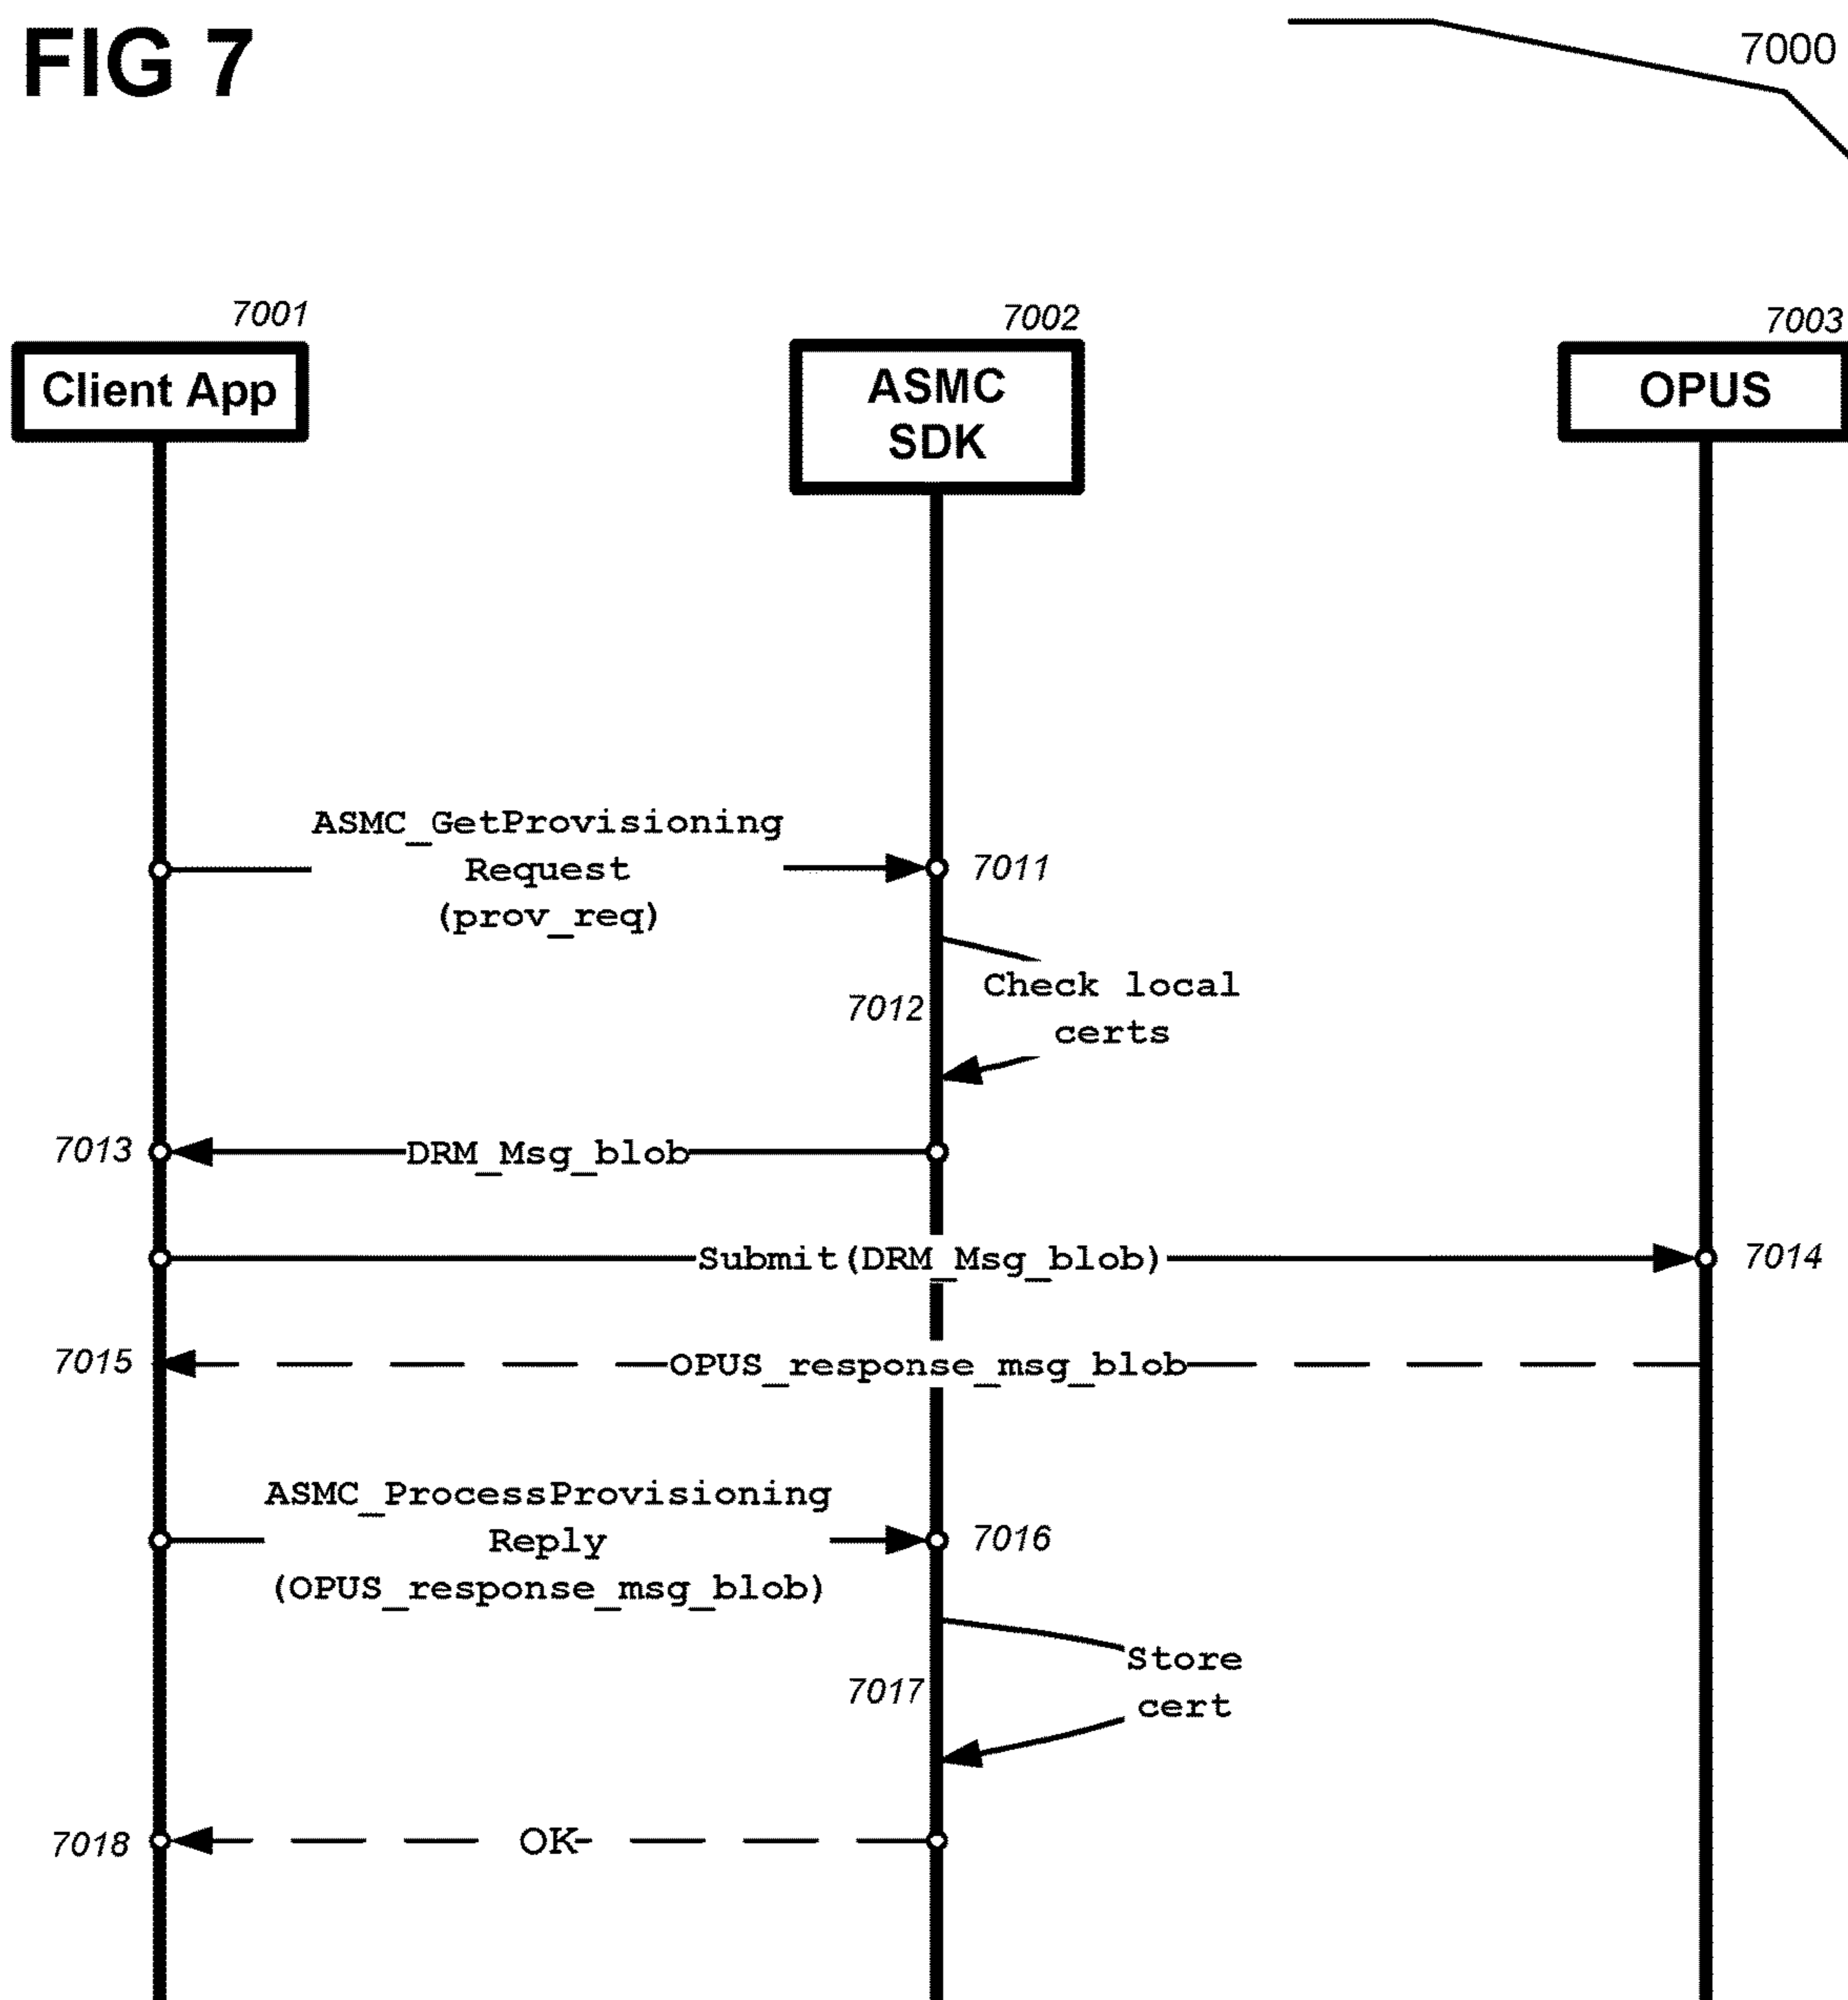 FIG 7
7000
7001
7002
7003
Client App
ASMC
SDK
OPUS
ASMC_GetProvisioning
Request
(prov_req)
7011
Check local
certs
7012
7013
DRM_Msg_blob
Submit(DRM_Msg_blob)
7014
7015
OPUS_response_msg_blob
ASMC_ProcessProvisioning
Reply
(OPUS_response_msg_blob)
7016
Store
cert
7017
7018
OK